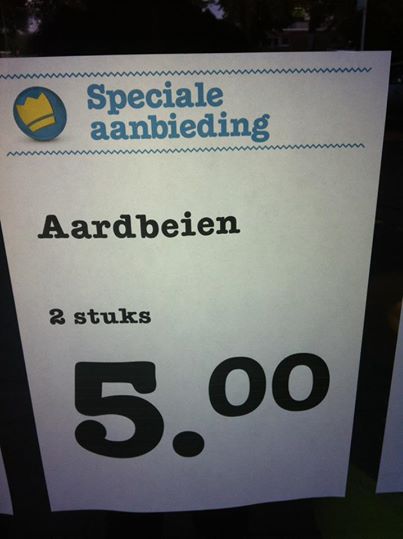 Speciale
aanbieding
Aardbeien
2 stuks
5.00